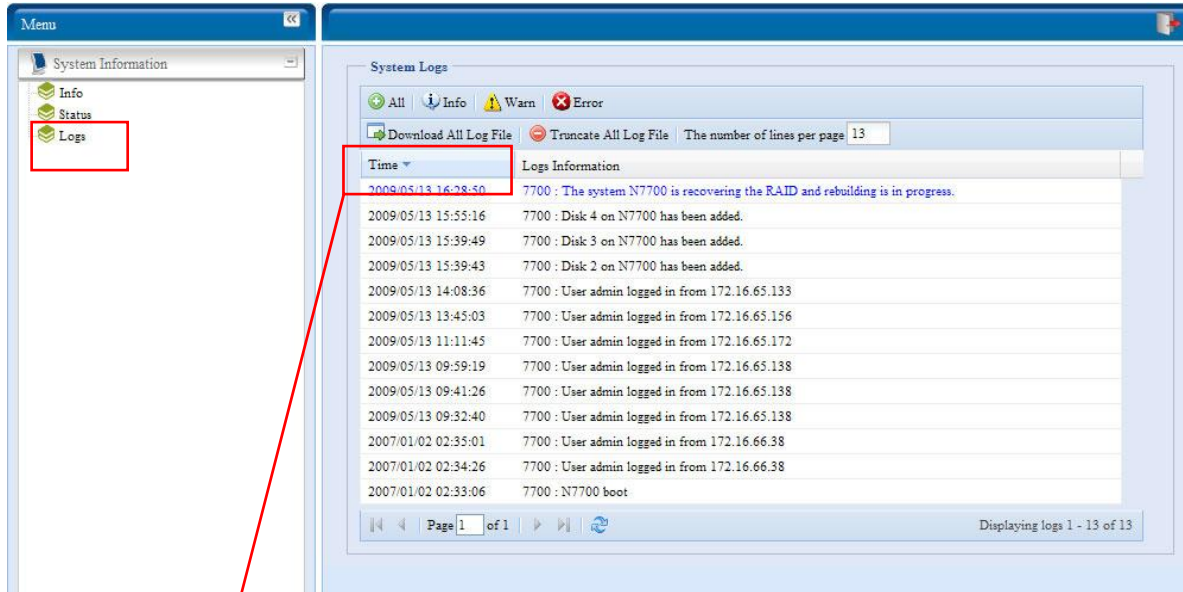 Menu
System Information
Info
Status
Logs
System Logs
All Info Warn Error
Download All Log File Truncate All Log File The number of lines per page 13
Time Logs Information
2009/05/13 16:28:50 7700 : The system N7700 is recovering the RAID and rebuilding is in progress.
2009/05/13 15:55:16 7700 : Disk 4 on N7700 has been added.
2009/05/13 15:39:49 7700 : Disk 3 on N7700 has been added.
2009/05/13 15:39:43 7700 : Disk 2 on N7700 has been added.
2009/05/13 14:08:36 7700 : User admin logged in from 172.16.65.133
2009/05/13 13:45:03 7700 : User admin logged in from 172.16.65.156
2009/05/13 11:11:45 7700 : User admin logged in from 172.16.65.172
2009/05/13 09:59:19 7700 : User admin logged in from 172.16.65.138
2009/05/13 09:41:26 7700 : User admin logged in from 172.16.65.138
2009/05/13 09:32:40 7700 : User admin logged in from 172.16.65.138
2007/01/02 02:35:01 7700 : User admin logged in from 172.16.66.38
2007/01/02 02:34:26 7700 : User admin logged in from 172.16.66.38
2007/01/02 02:33:06 7700 : N7700 boot
Page 1 of 1 Displaying logs 1 - 13 of 13